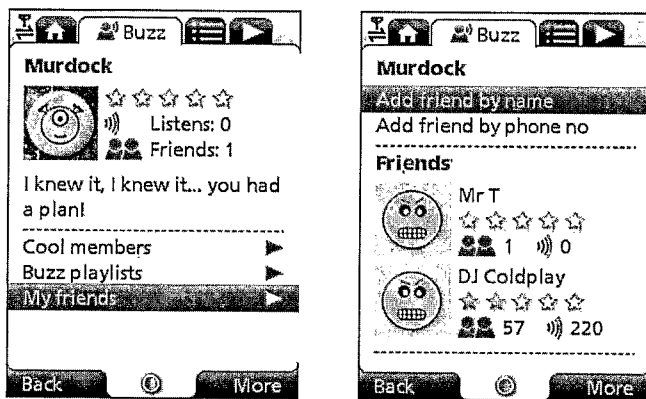 Buzz
Murdock
Listens: 0
Friends: 1
I knew it, I knew it... you had
a plan!
Cool members
Buzz playlists
My friends
Back
More
Buzz
Murdock
Add friend by name
Add friend by phone no
Friends
Mr T
1 0
DJ Coldplay
57 220
Back
More